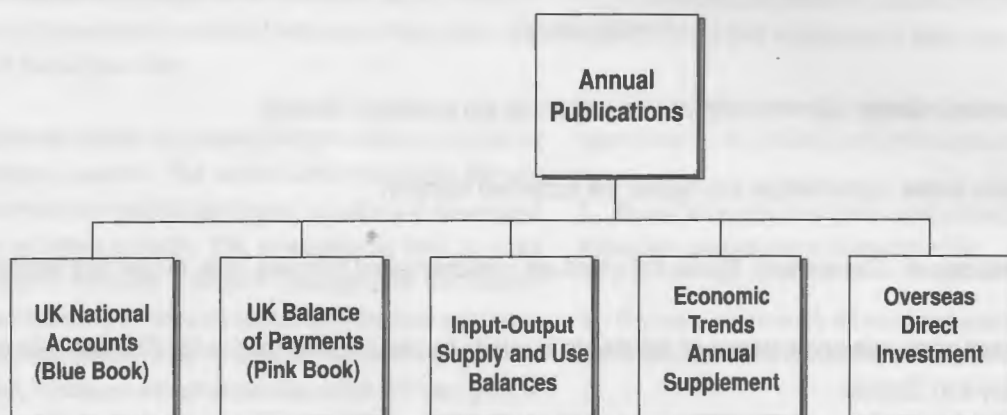 Annual
Publications
UK National
Accounts
(Blue Book)
UK Balance
of Payments
(Pink Book)
Input-Output
Supply and Use
Balances
Economic
Trends
Annual
Supplement
Overseas
Direct
Investment